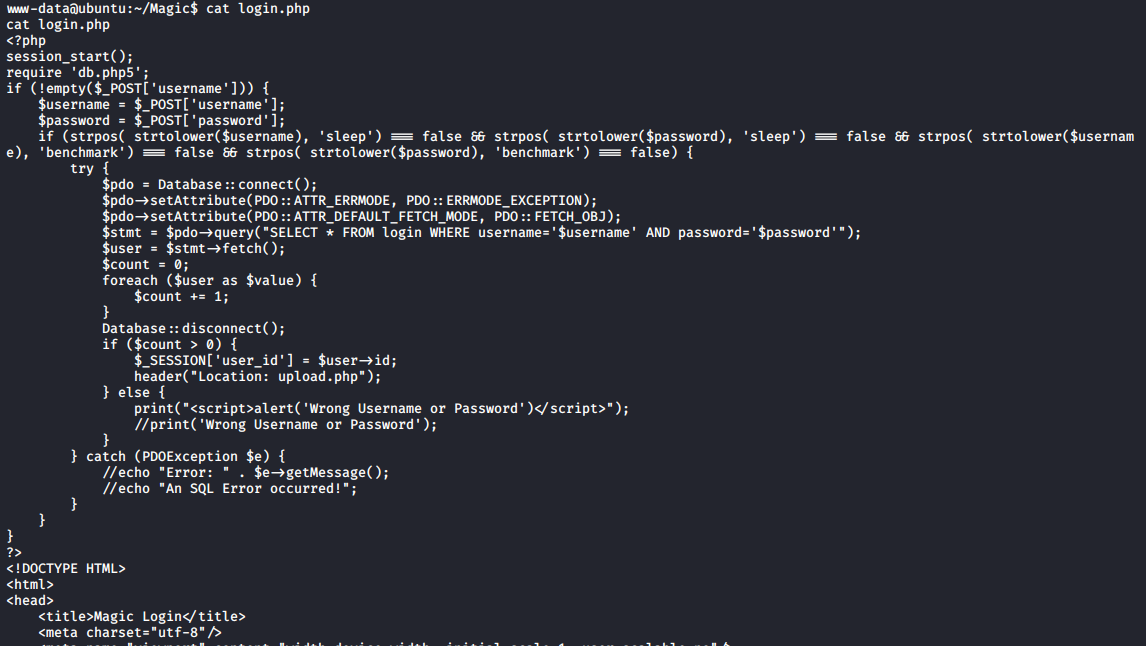 www-data@ubuntu:~/Magic$ cat login.php
cat login.php
<?php
session_start();
require 'db.php5';
if (!empty($_POST['username'])) {
    $username = $_POST['username'];
    $password = $_POST['password'];
    if (strpos( strtolower($username), 'sleep') === false && strpos( strtolower($password), 'sleep') === false && strpos( strtolower($usernam
e), 'benchmark') === false && strpos( strtolower($password), 'benchmark') === false) {
        try {
            $pdo = Database::connect();
            $pdo->setAttribute(PDO::ATTR_ERRMODE, PDO::ERRMODE_EXCEPTION);
            $pdo->setAttribute(PDO::ATTR_DEFAULT_FETCH_MODE, PDO::FETCH_OBJ);
            $stmt = $pdo->query("SELECT * FROM login WHERE username='$username' AND password='$password'");
            $user = $stmt->fetch();
            $count = 0;
            foreach ($user as $value) {
                $count += 1;
            }
            Database::disconnect();
            if ($count > 0) {
                $_SESSION['user_id'] = $user->id;
                header("Location: upload.php");
            } else {
                print("<script>alert('Wrong Username or Password')</script>");
                //print('Wrong Username or Password');
            }
        } catch (PDOException $e) {
            //echo "Error: " . $e->getMessage();
            //echo "An SQL Error occurred!";
        }
    }
}
?>
<!DOCTYPE HTML>
<html>
<head>
    <title>Magic Login</title>
    <meta charset="utf-8"/>